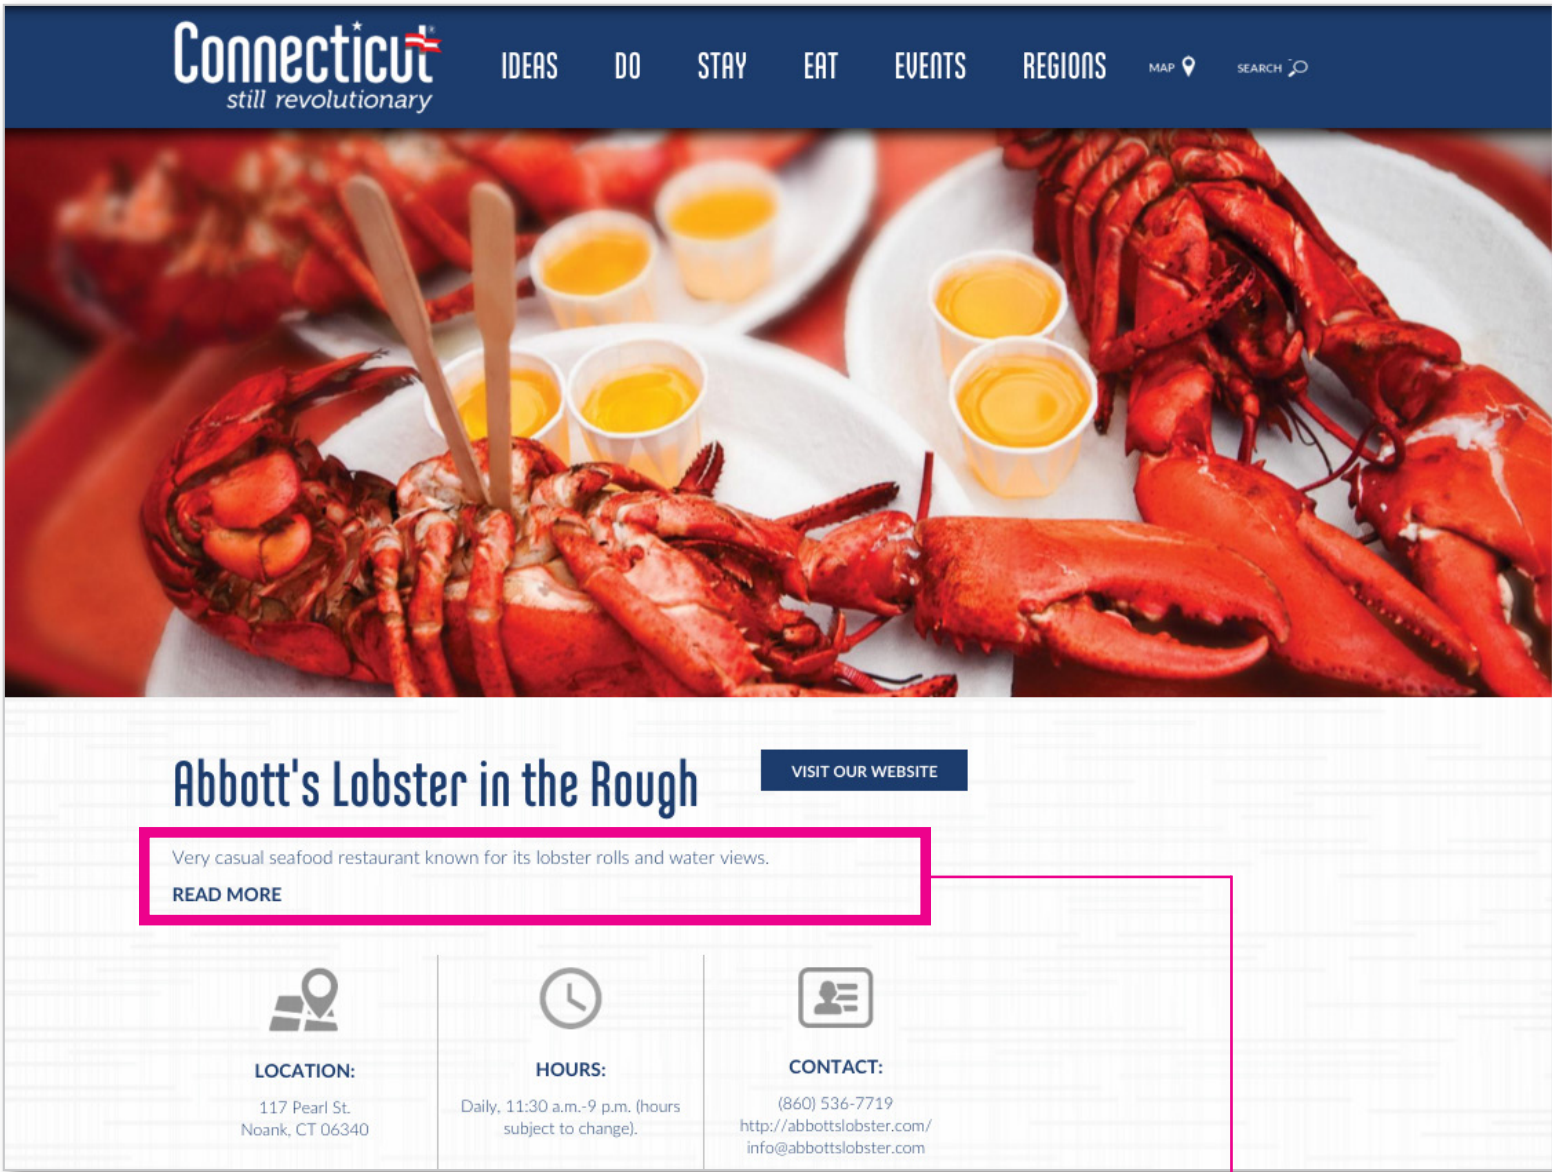 Connecticut
still revolutionary
IDEAS DO STAY EAT EVENTS REGIONS MAP SEARCH
Abbott's Lobster in the Rough
VISIT OUR WEBSITE
Very casual seafood restaurant known for its lobster rolls and water views.
READ MORE
LOCATION:
117 Pearl St.
Noank, CT 06340
HOURS:
Daily, 11:30 a.m.-9 p.m. (hours
subject to change).
CONTACT:
(860) 536-7719
http://abbottslobster.com/
info@abbottslobster.com